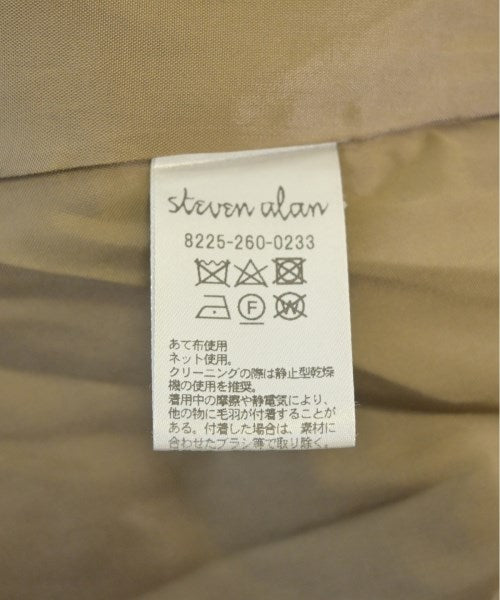 steven alan
8225-260-0233
F
W
あて布使用
ネット使用。
クリーニングの際は静止型乾燥
機の使用を推奨。
着用中の摩擦や静電気により、
他の物に毛羽が付着することが
ある。付着した場合は、素材に
合わせたブラシ等で取り除く。